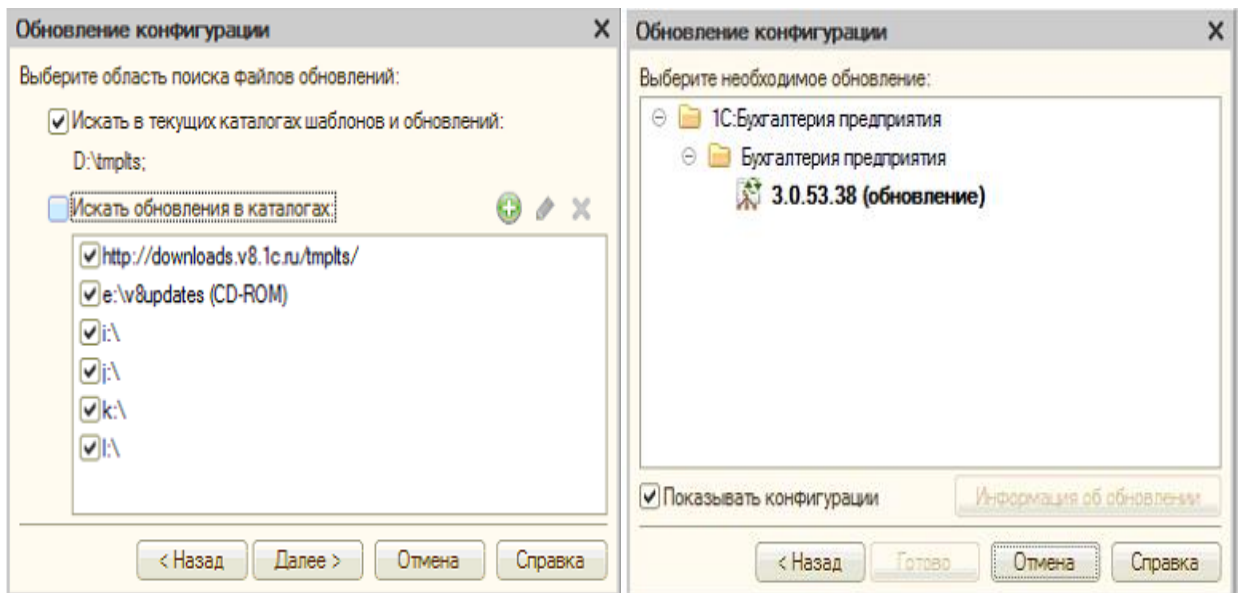 Обновление конфигурации
Выберите область поиска файлов обновлений:
Искать в текущих каталогах шаблонов и обновлений:
D:\tmplts;
Искать обновления в каталогах:
http://downloads.v8.1c.ru/tmplts/
e:\v8updates (CD-ROM)
i:\
j:\
k:\
l:\
< Назад Далее > Отмена Справка
Обновление конфигурации
Выберите необходимое обновление:
1С:Бухгалтерия предприятия
Бухгалтерия предприятия
3.0.53.38 (обновление)
Показывать конфигурации Информация об обновлении
< Назад Готово Отмена Справка